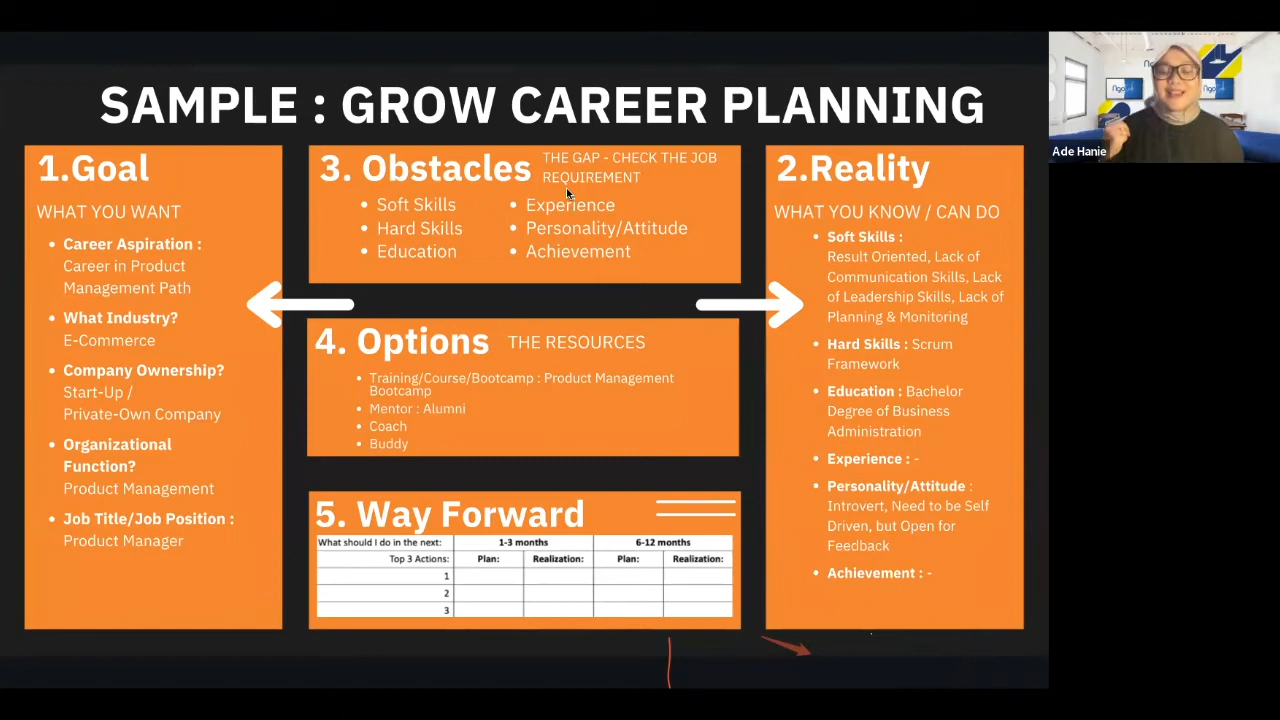 SAMPLE : GROW CAREER PLANNING
1.Goal
WHAT YOU WANT
• Career Aspiration :
Career in Product
Management Path
• What Industry?
E-Commerce
• Company Ownership?
Start-Up /
Private-Own Company
• Organizational
Function?
Product Management
• Job Title/Job Position :
Product Manager
3. Obstacles
THE GAP - CHECK THE JOB
REQUIREMENT
• Soft Skills
• Hard Skills
• Education
• Experience
• Personality/Attitude
• Achievement
4. Options THE RESOURCES
• Training/Course/Bootcamp : Product Management
Bootcamp
• Mentor : Alumni
• Coach
• Buddy
5. Way Forward
What should I do in the next: 1-3 months 6-12 months
Top 3 Actions: Plan: Realization: Plan: Realization:
1
2
3
2.Reality
WHAT YOU KNOW / CAN DO
• Soft Skills :
Result Oriented, Lack of
Communication Skills, Lack
of Leadership Skills, Lack of
Planning & Monitoring
• Hard Skills : Scrum
Framework
• Education : Bachelor
Degree of Business
Administration
• Experience : -
• Personality/Attitude :
Introvert, Need to be Self
Driven, but Open for
Feedback
• Achievement : -
Ade Hanie